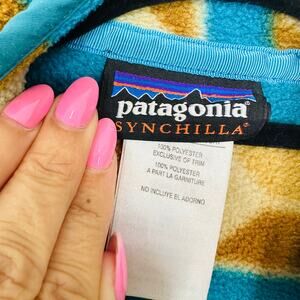 patagonia®
SYNCHILLA®
100% POLYESTER
EXCLUSIVE OF TRIM
100% POLYESTER
A PART LA GARNITURE
NO INCLUYE EL ADORNO